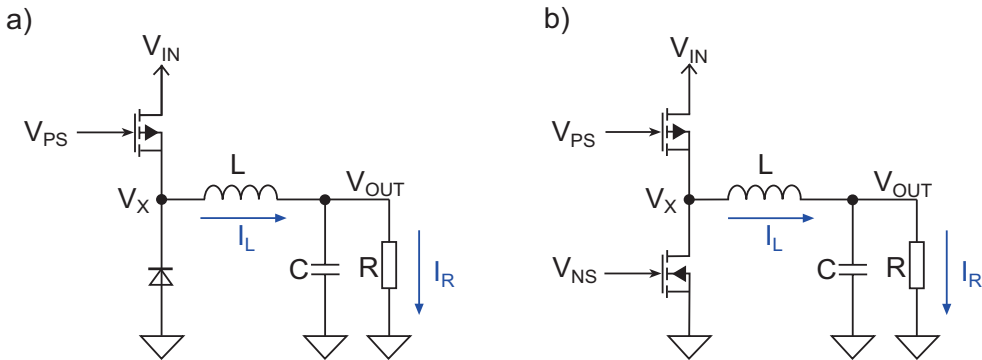 a)
V_IN
V_PS
V_X
L
I_L
V_OUT
C
R
I_R
b)
V_IN
V_PS
V_X
V_NS
L
I_L
V_OUT
C
R
I_R